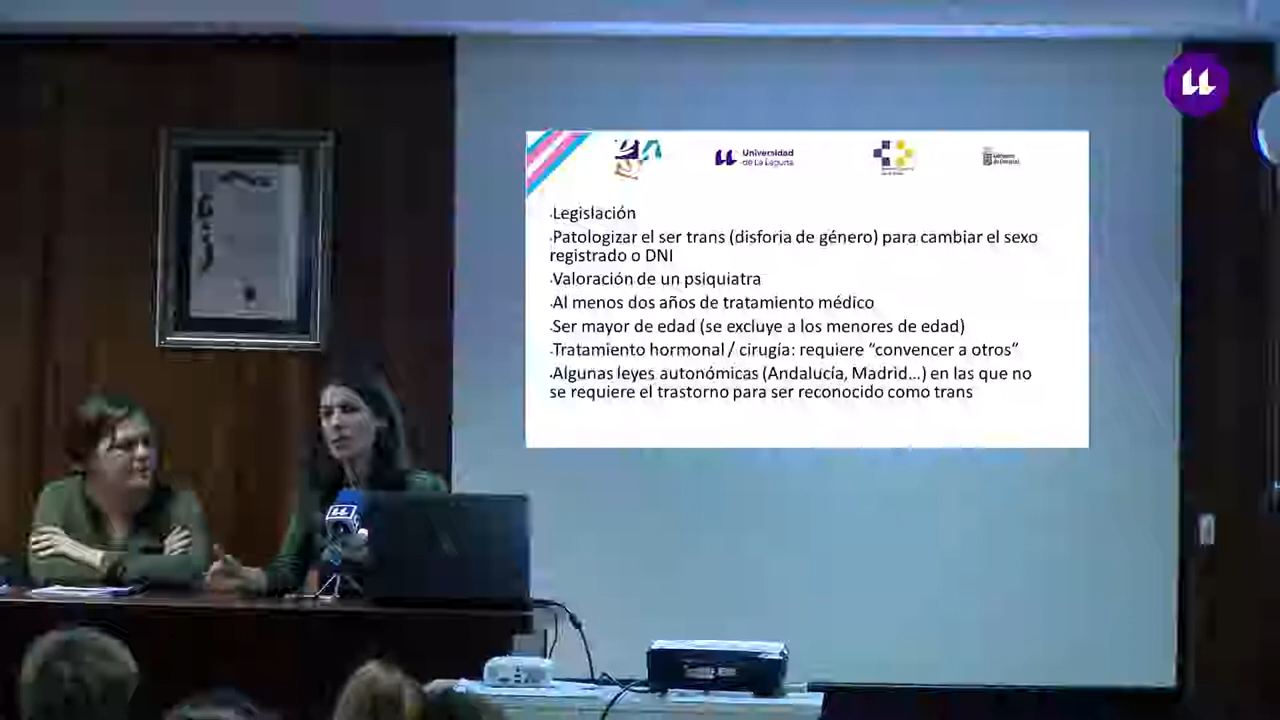 Universidad
de La Laguna
·Legislación
·Patologizar el ser trans (disforia de género) para cambiar el sexo
registrado o DNI
·Valoración de un psiquiatra
·Al menos dos años de tratamiento médico
·Ser mayor de edad (se excluye a los menores de edad)
·Tratamiento hormonal / cirugía: requiere “convencer a otros”
·Algunas leyes autonómicas (Andalucía, Madrid...) en las que no
se requiere el trastorno para ser reconocido como trans